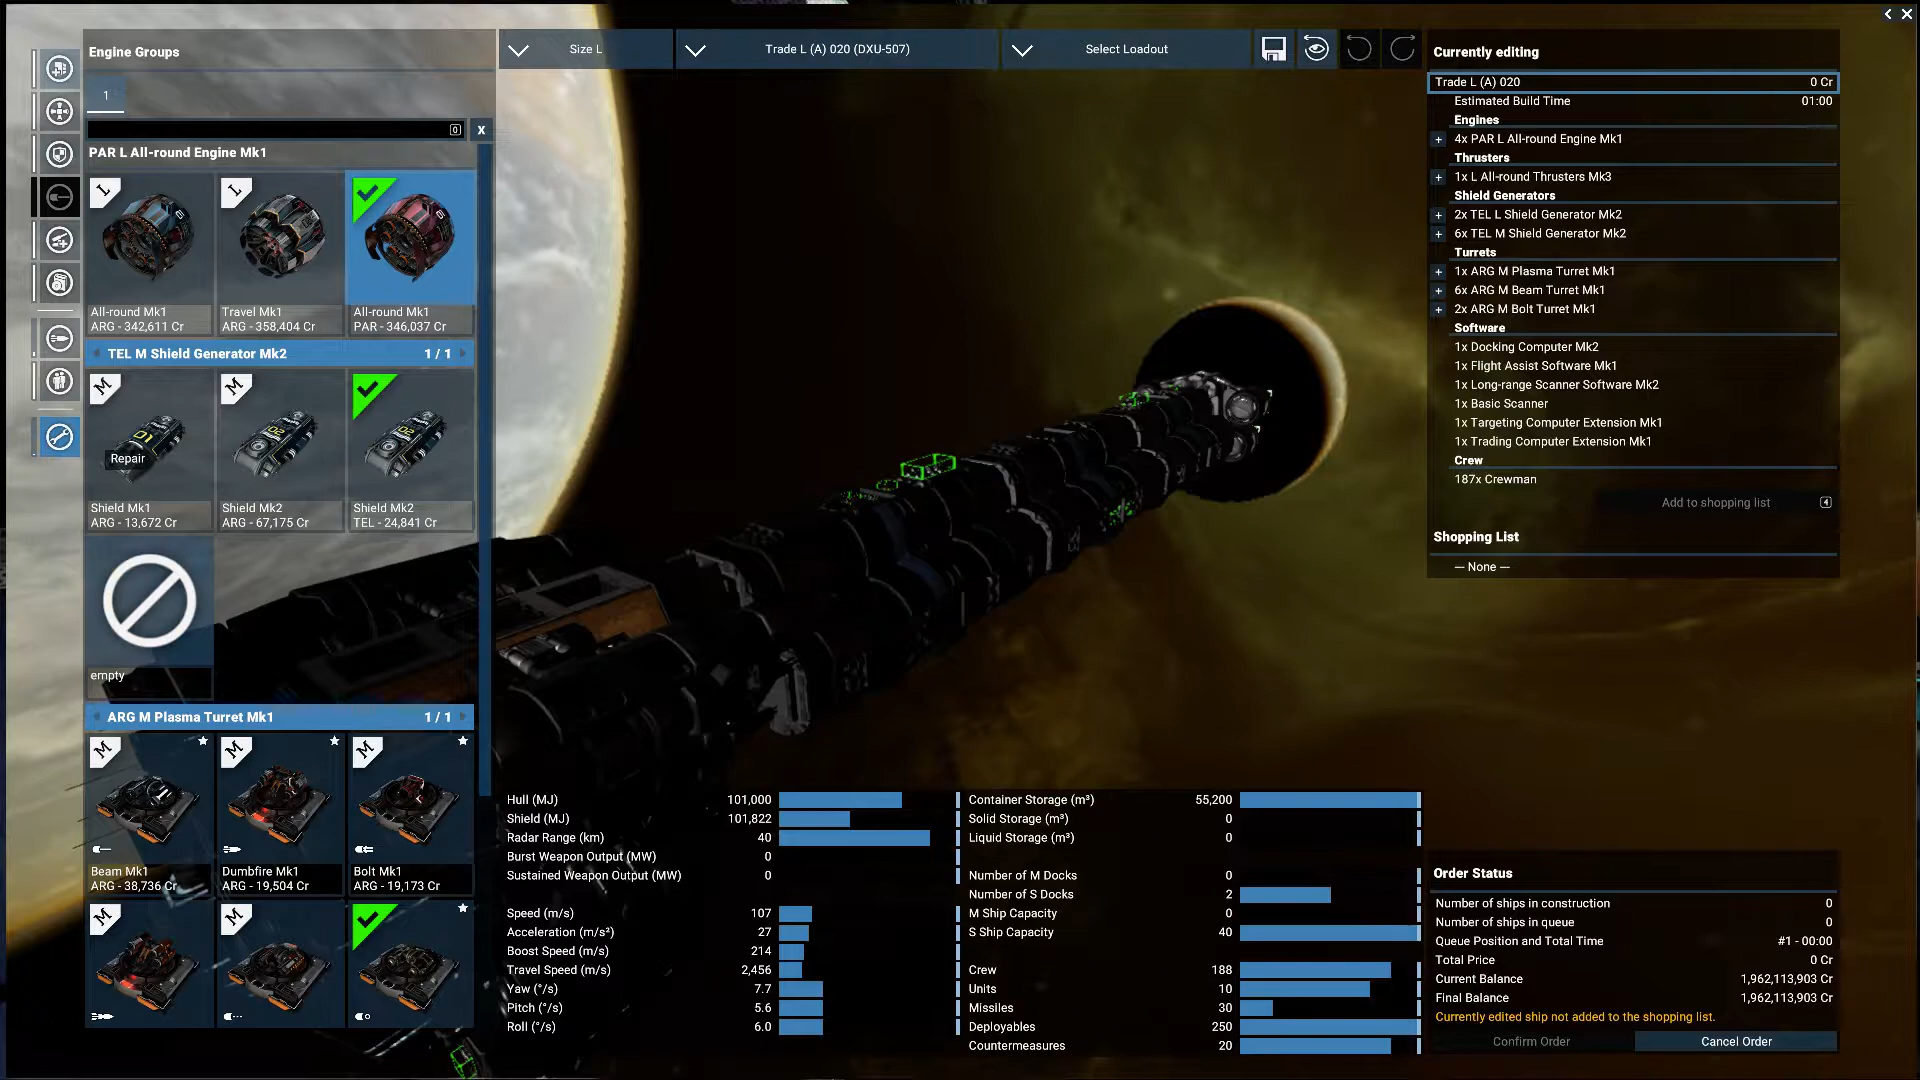 Engine Groups
1
0
X
PAR L All-round Engine Mk1
L
L
All-round Mk1
ARG - 342,611 Cr
Travel Mk1
ARG - 358,404 Cr
All-round Mk1
PAR - 346,037 Cr
TEL M Shield Generator Mk2
1 / 1
M
M
01
02
02
Repair
Shield Mk1
ARG - 13,672 Cr
Shield Mk2
ARG - 67,175 Cr
Shield Mk2
TEL - 24,841 Cr
empty
ARG M Plasma Turret Mk1
1 / 1
M
M
M
Beam Mk1
ARG - 38,736 Cr
Dumbfire Mk1
ARG - 19,504 Cr
Bolt Mk1
ARG - 19,173 Cr
M
M
Size L
Trade L (A) 020 (DXU-507)
Select Loadout
Hull (MJ) 101,000
Shield (MJ) 101,822
Radar Range (km) 40
Burst Weapon Output (MW) 0
Sustained Weapon Output (MW) 0
Speed (m/s) 107
Acceleration (m/s²) 27
Boost Speed (m/s) 214
Travel Speed (m/s) 2,456
Yaw (°/s) 7.7
Pitch (°/s) 5.6
Roll (°/s) 6.0
Container Storage (m³) 55,200
Solid Storage (m³) 0
Liquid Storage (m³) 0
Number of M Docks 0
Number of S Docks 2
M Ship Capacity 0
S Ship Capacity 40
Crew 188
Units 10
Missiles 30
Deployables 250
Countermeasures 20
Currently editing
Trade L (A) 020 0 Cr
Estimated Build Time 01:00
Engines
+ 4x PAR L All-round Engine Mk1
Thrusters
+ 1x L All-round Thrusters Mk3
Shield Generators
+ 2x TEL L Shield Generator Mk2
+ 6x TEL M Shield Generator Mk2
Turrets
+ 1x ARG M Plasma Turret Mk1
+ 6x ARG M Beam Turret Mk1
+ 2x ARG M Bolt Turret Mk1
Software
1x Docking Computer Mk2
1x Flight Assist Software Mk1
1x Long-range Scanner Software Mk2
1x Basic Scanner
1x Targeting Computer Extension Mk1
1x Trading Computer Extension Mk1
Crew
187x Crewman
Add to shopping list 4
Shopping List
— None —
Order Status
Number of ships in construction 0
Number of ships in queue 0
Queue Position and Total Time #1 - 00:00
Total Price 0 Cr
Current Balance 1,962,113,903 Cr
Final Balance 1,962,113,903 Cr
Currently edited ship not added to the shopping list.
Confirm Order
Cancel Order